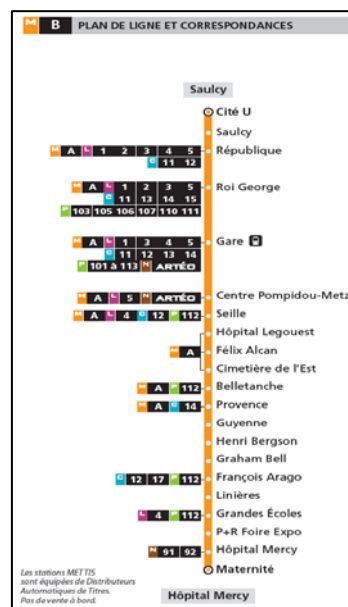 M B PLAN DE LIGNE ET CORRESPONDANCES
Saulcy
Cité U
Saulcy
M A L 1 2 3 4 5 République
C 11 12
M A L 1 2 3 5 Roi George
C 11 13 14 15
P 103 105 106 107 110 111
M A L 1 3 4 5 Gare
C 11 12 13 14
P 101 à 113 N ARTÉO
M A L 5 N ARTÉO Centre Pompidou-Metz
M A L 4 C 12 P 112 Seille
Hôpital Legouest
M A Félix Alcan
Cimetière de l'Est
M A P 112 Belletanche
M A C 14 Provence
Guyenne
Henri Bergson
Graham Bell
C 12 17 P 112 François Arago
Linières
L 4 P 112 Grandes Écoles
P+R Foire Expo
N 91 92 Hôpital Mercy
Maternité
Les stations METTIS
sont équipées de Distributeurs
Automatiques de Titres.
Pas de vente à bord.
Hôpital Mercy